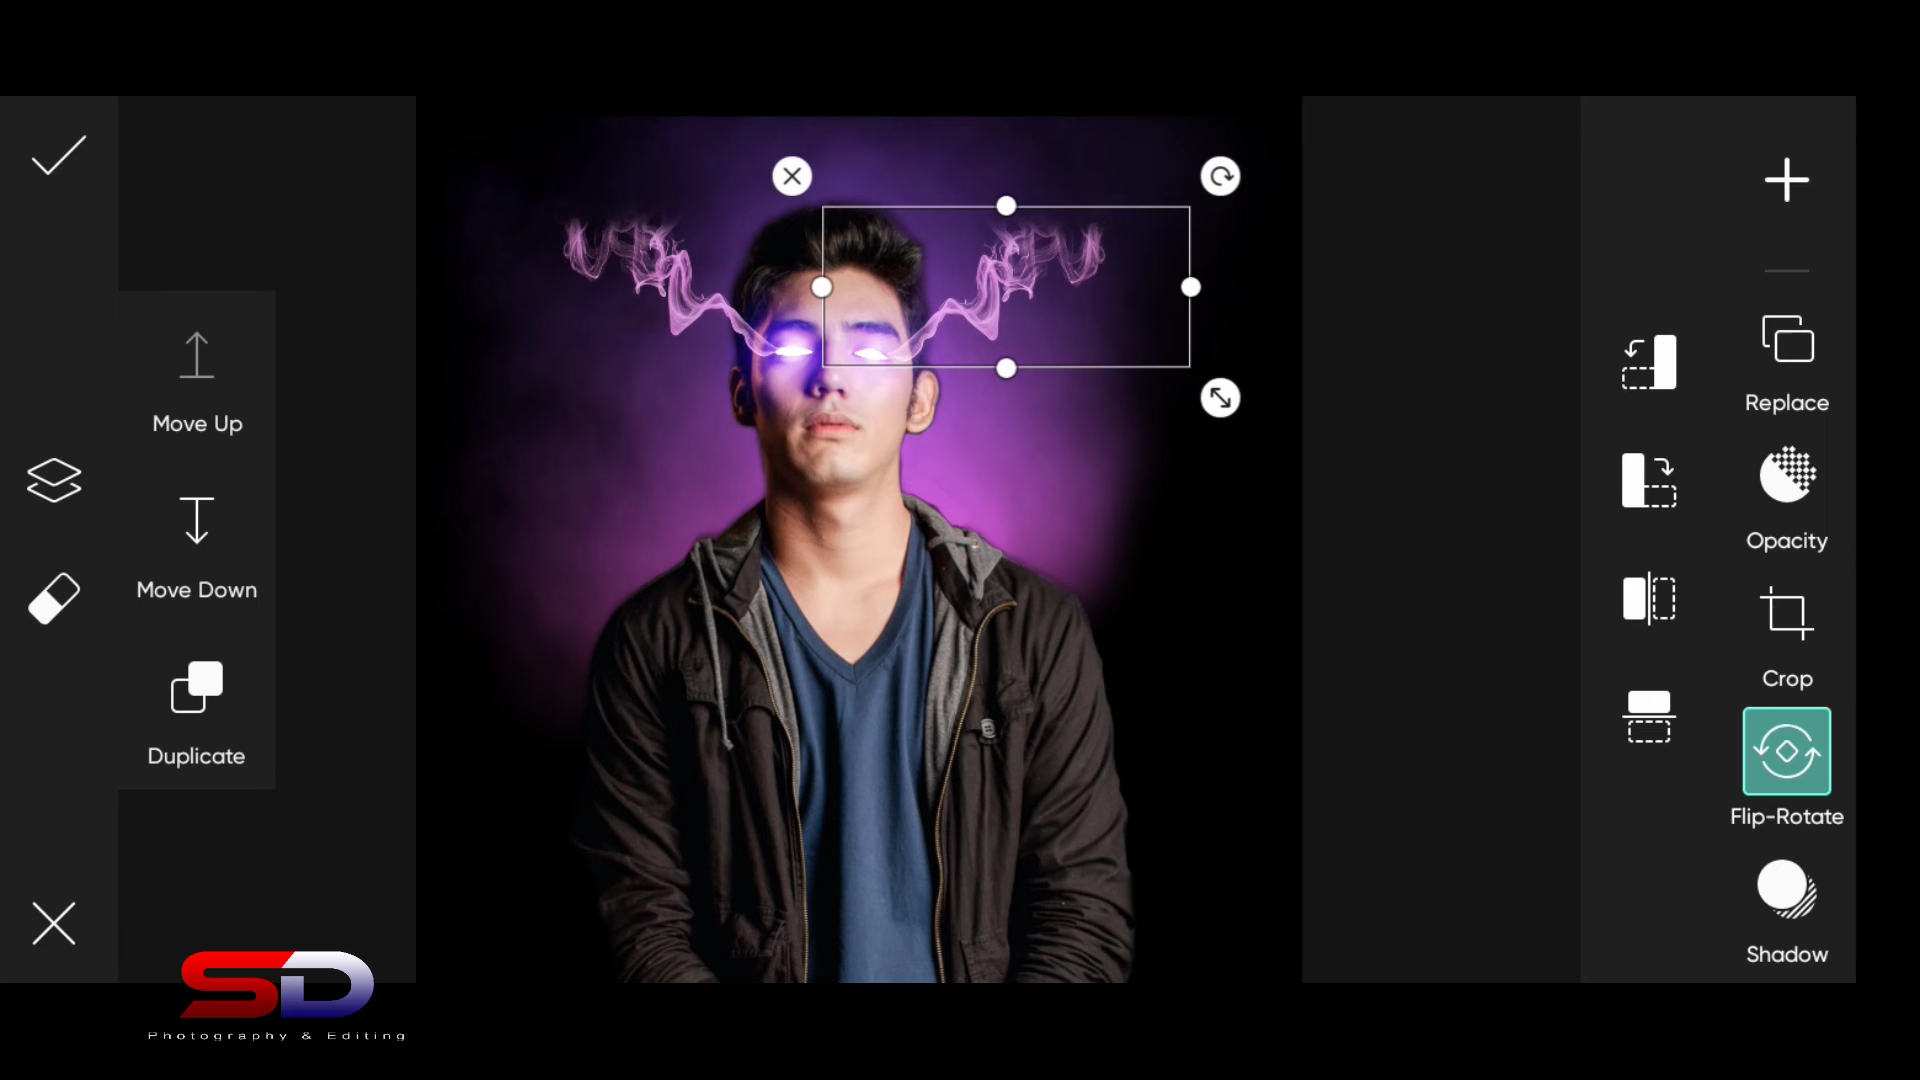 Move Up
Move Down
Duplicate
Replace
Opacity
Crop
Flip-Rotate
Shadow
SD
Photography & Editing